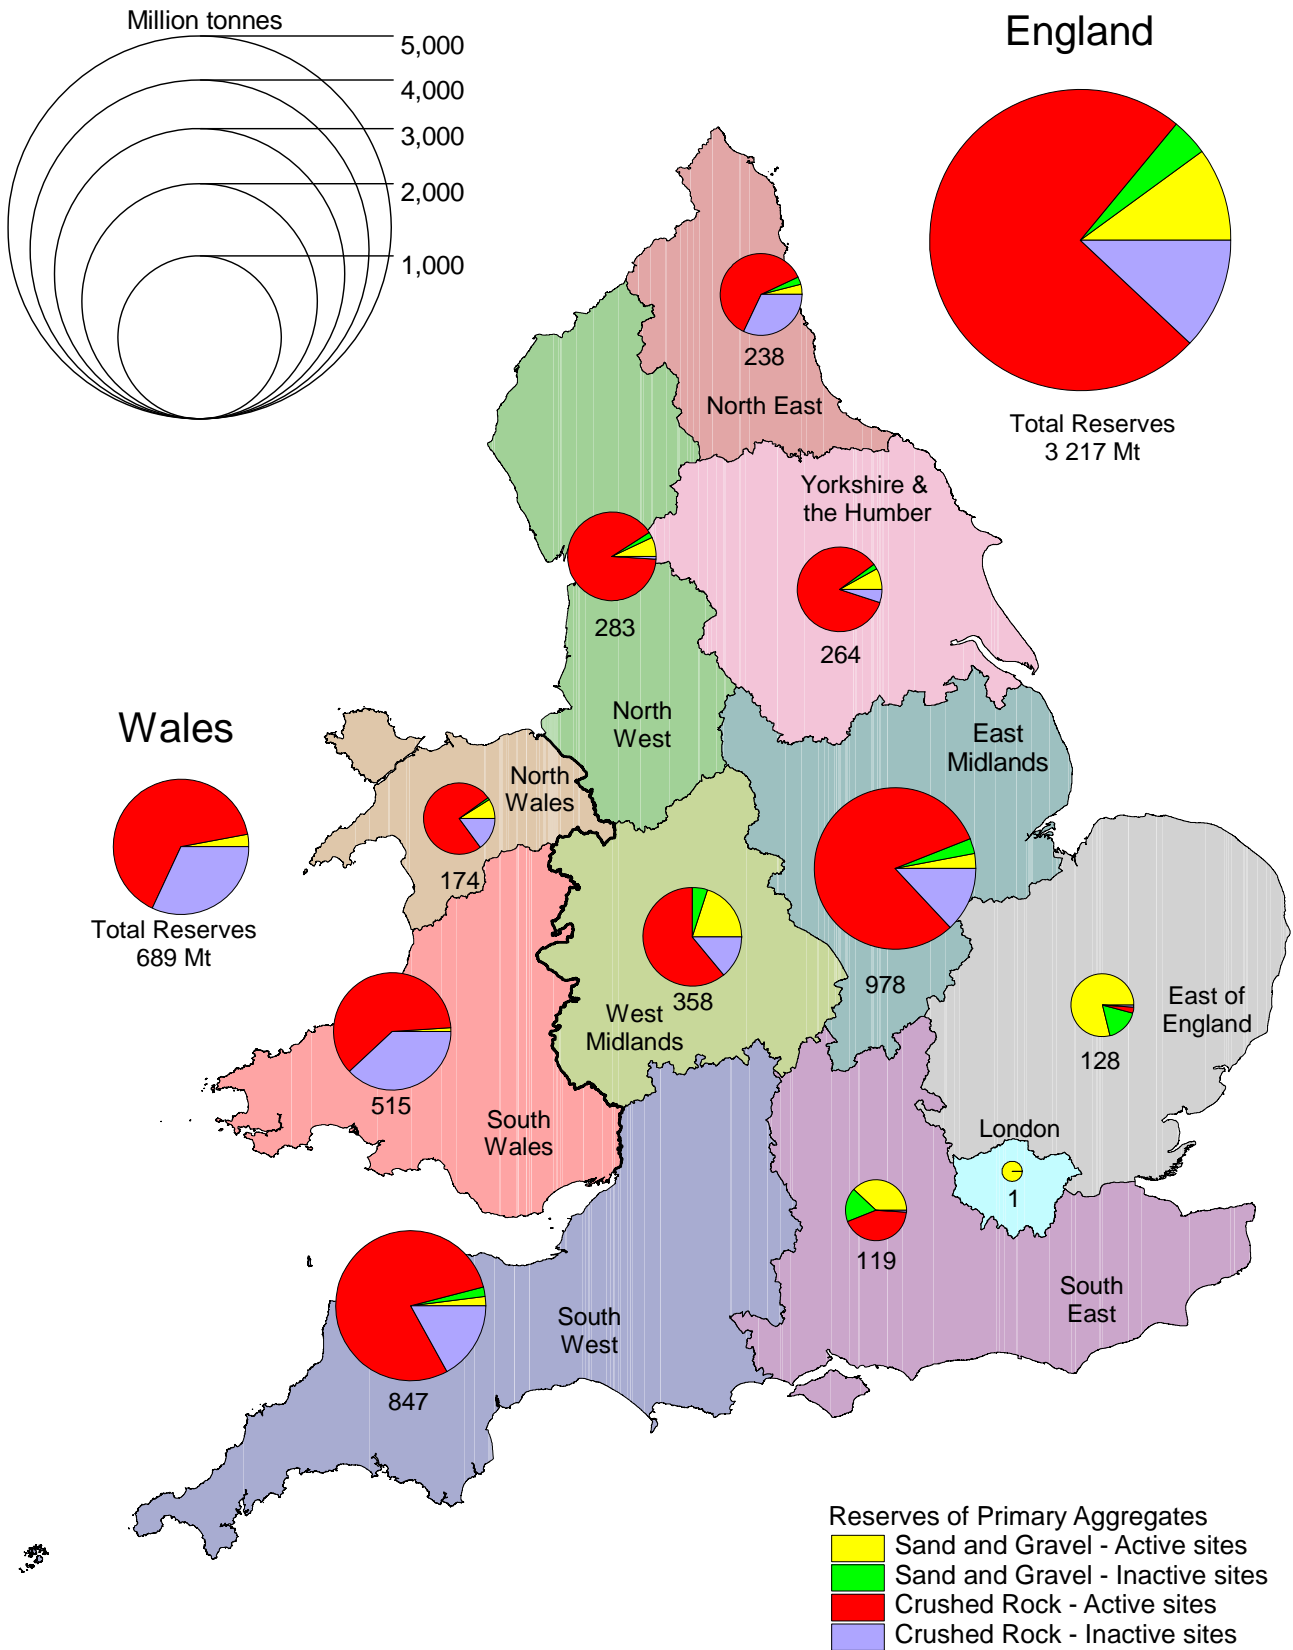 Million tonnes
5,000
4,000
3,000
2,000
1,000
England
Total Reserves
3 217 Mt
238
North East
Yorkshire &
the Humber
283
264
North
West
East
Midlands
Wales
Total Reserves
689 Mt
North
Wales
174
358
West
Midlands
978
East of
England
128
515
South
Wales
London
1
119
South
East
South
West
847
Reserves of Primary Aggregates
Sand and Gravel - Active sites
Sand and Gravel - Inactive sites
Crushed Rock - Active sites
Crushed Rock - Inactive sites